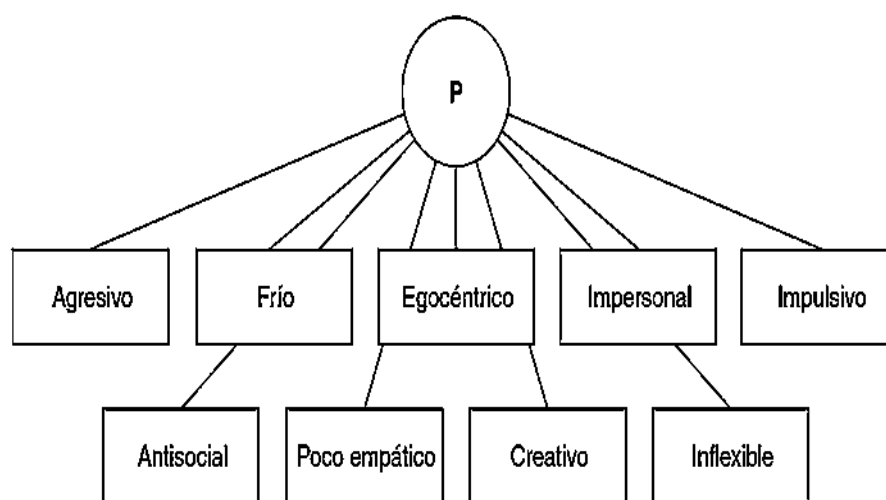 P
Agresivo
Frío
Egocéntrico
Impersonal
Impulsivo
Antisocial
Poco empático
Creativo
Inflexible